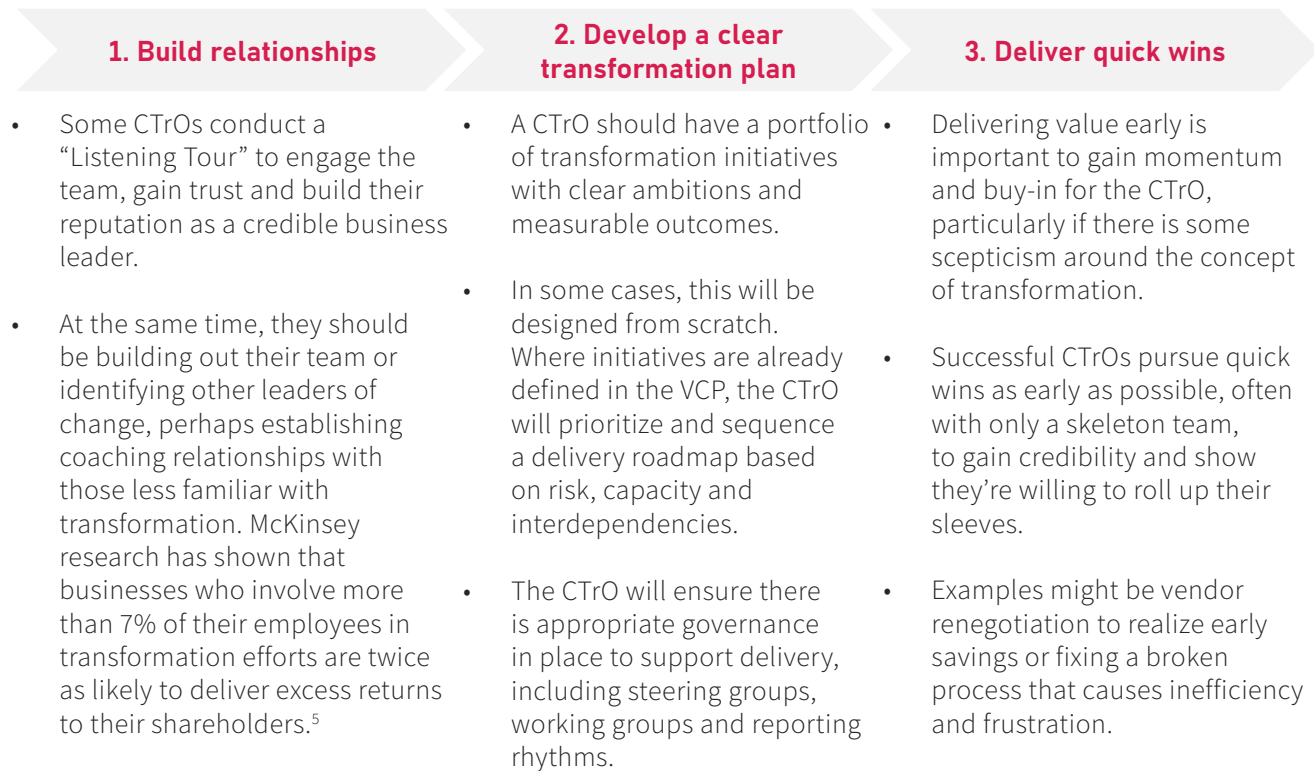 1. Build relationships
• Some CTrOs conduct a
“Listening Tour” to engage the
team, gain trust and build their
reputation as a credible business
leader.
• At the same time, they should
be building out their team or
identifying other leaders of
change, perhaps establishing
coaching relationships with
those less familiar with
transformation. McKinsey
research has shown that
businesses who involve more
than 7% of their employees in
transformation efforts are twice
as likely to deliver excess returns
to their shareholders.⁵
2. Develop a clear
transformation plan
• A CTrO should have a portfolio
of transformation initiatives
with clear ambitions and
measurable outcomes.
• In some cases, this will be
designed from scratch.
Where initiatives are already
defined in the VCP, the CTrO
will prioritize and sequence
a delivery roadmap based
on risk, capacity and
interdependencies.
• The CTrO will ensure there
is appropriate governance
in place to support delivery,
including steering groups,
working groups and reporting
rhythms.
3. Deliver quick wins
• Delivering value early is
important to gain momentum
and buy-in for the CTrO,
particularly if there is some
scepticism around the concept
of transformation.
• Successful CTrOs pursue quick
wins as early as possible, often
with only a skeleton team,
to gain credibility and show
they’re willing to roll up their
sleeves.
• Examples might be vendor
renegotiation to realize early
savings or fixing a broken
process that causes inefficiency
and frustration.